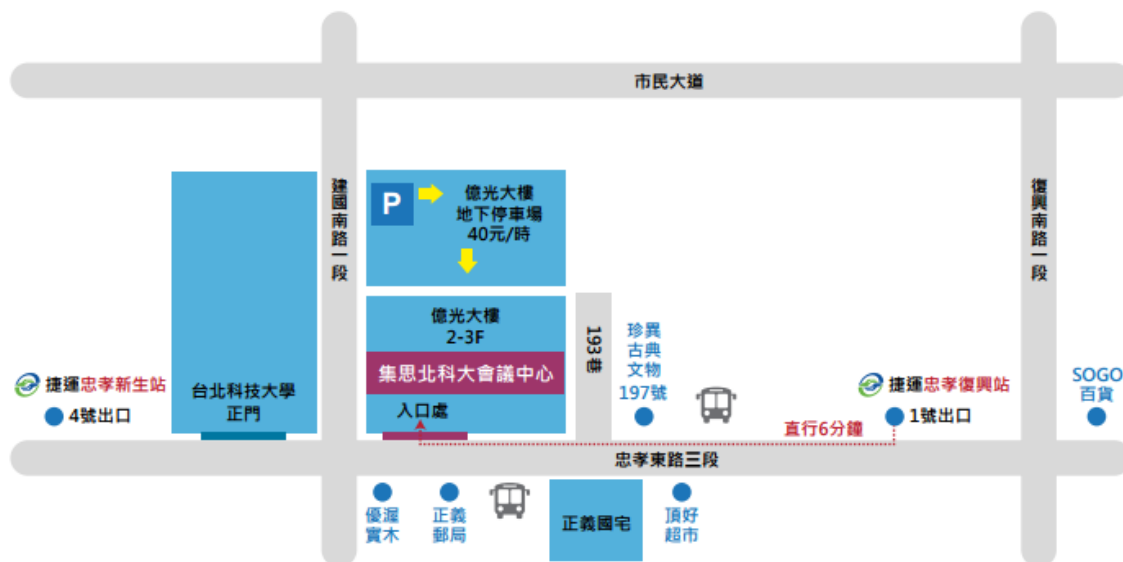 市民大道
建國南路一段
復興南路一段
P
億光大樓
地下停車場
40元/時
億光大樓
2-3F
集思北科大會議中心
入口處
193巷
珍異
古典
文物
197號
台北科技大學
正門
捷運忠孝新生站
4號出口
捷運忠孝復興站
1號出口
SOGO
百貨
直行6分鐘
忠孝東路三段
優渥
實木
正義
郵局
正義國宅
頂好
超市